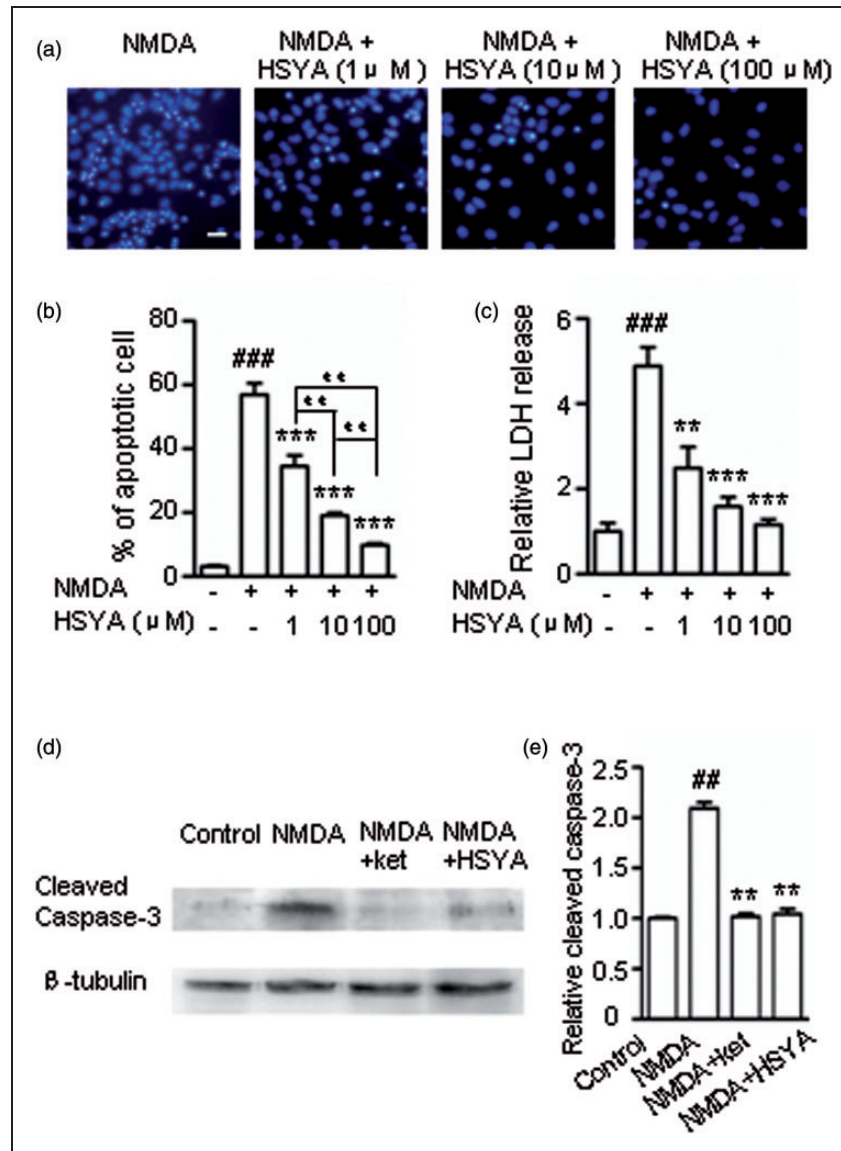 (a)
NMDA
NMDA +
HSYA (1 μ M )
NMDA +
HSYA (10μ M)
NMDA +
HSYA (100 μ M)
(b)
% of apoptotic cell
80
60
40
20
0
###
***
***
***
** 
**
**
NMDA - + + + +
HSYA ( μ M) - - 1 10 100
(c)
Relative LDH release
6
4
2
0
###
**
***
***
NMDA - + + + +
HSYA ( μ M) - - 1 10 100
(d)
Control NMDA NMDA NMDA
+ket +HSYA
Cleaved
Caspase-3
β-tubulin
(e)
Relative cleaved caspase-3
2.5
2.0
1.0
0.5
0
##
**
**
Control
NMDA
NMDA+ket
NMDA+HSYA